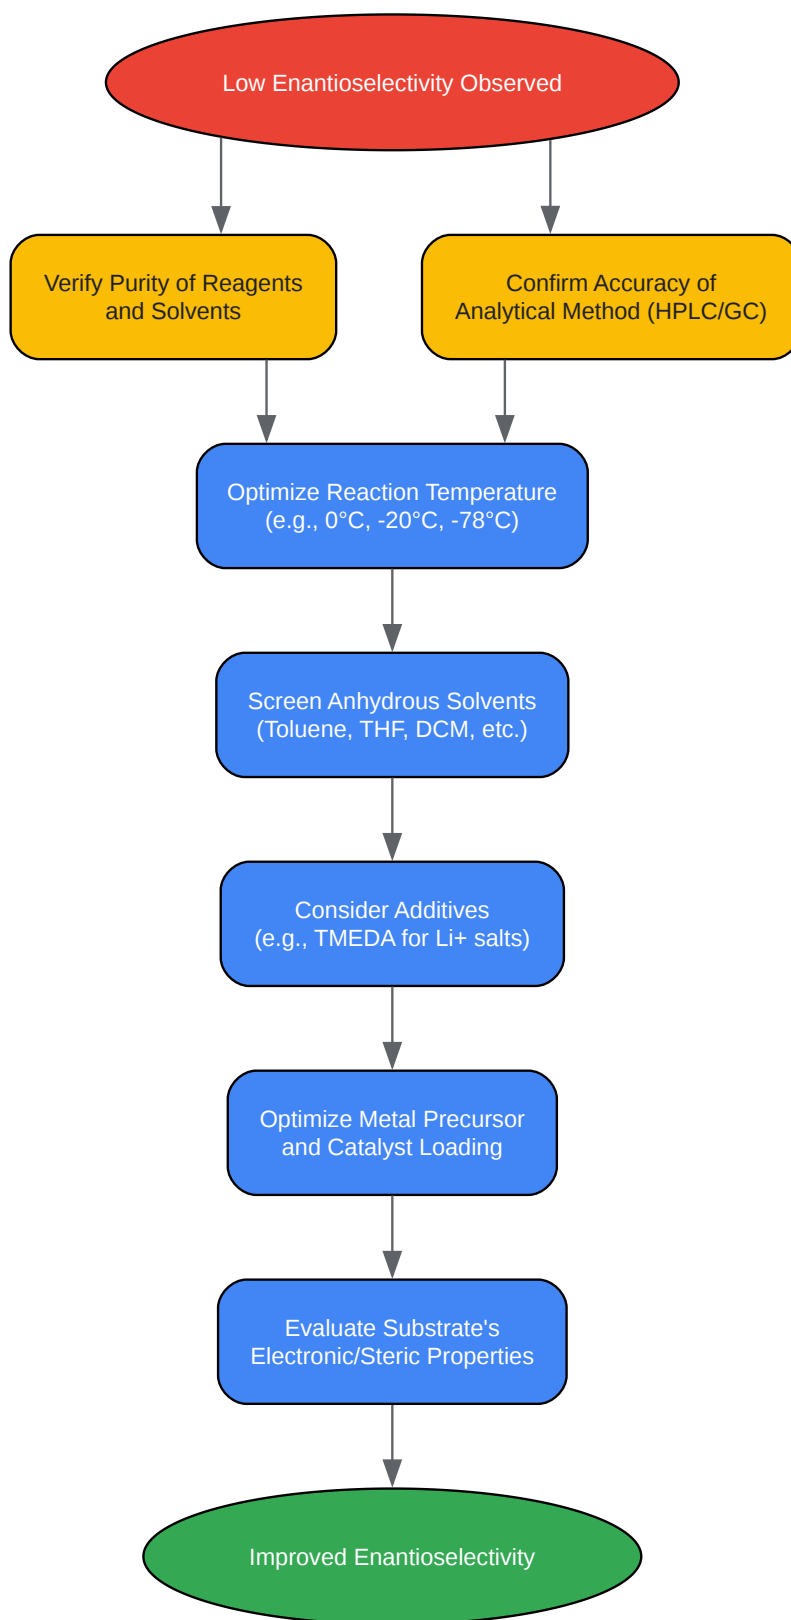 Low Enantioselectivity Observed
Verify Purity of Reagents
and Solvents
Confirm Accuracy of
Analytical Method (HPLC/GC)
Optimize Reaction Temperature
(e.g., 0°C, -20°C, -78°C)
Screen Anhydrous Solvents
(Toluene, THF, DCM, etc.)
Consider Additives
(e.g., TMEDA for Li+ salts)
Optimize Metal Precursor
and Catalyst Loading
Evaluate Substrate's
Electronic/Steric Properties
Improved Enantioselectivity